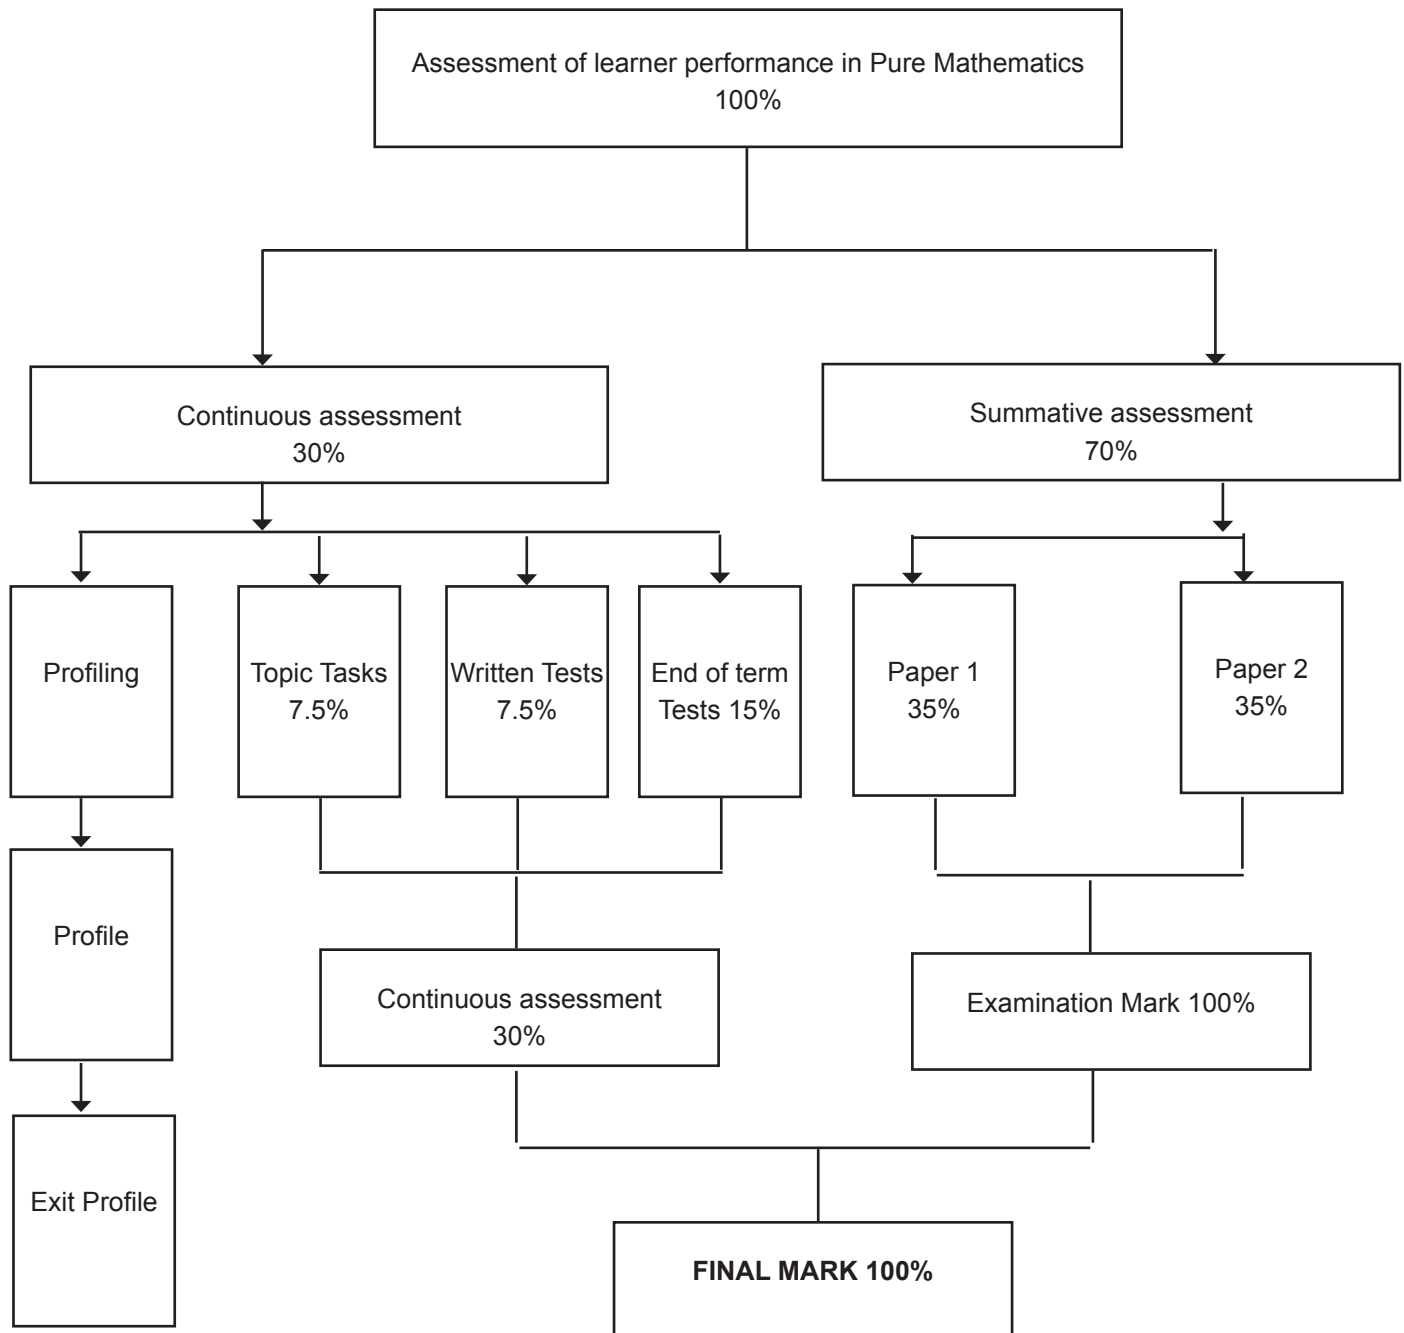 Assessment of learner performance in Pure Mathematics
100%
Continuous assessment
30%
Summative assessment
70%
Profiling
Topic Tasks
7.5%
Written Tests
7.5%
End of term
Tests 15%
Paper 1
35%
Paper 2
35%
Profile
Continuous assessment
30%
Examination Mark 100%
Exit Profile
FINAL MARK 100%